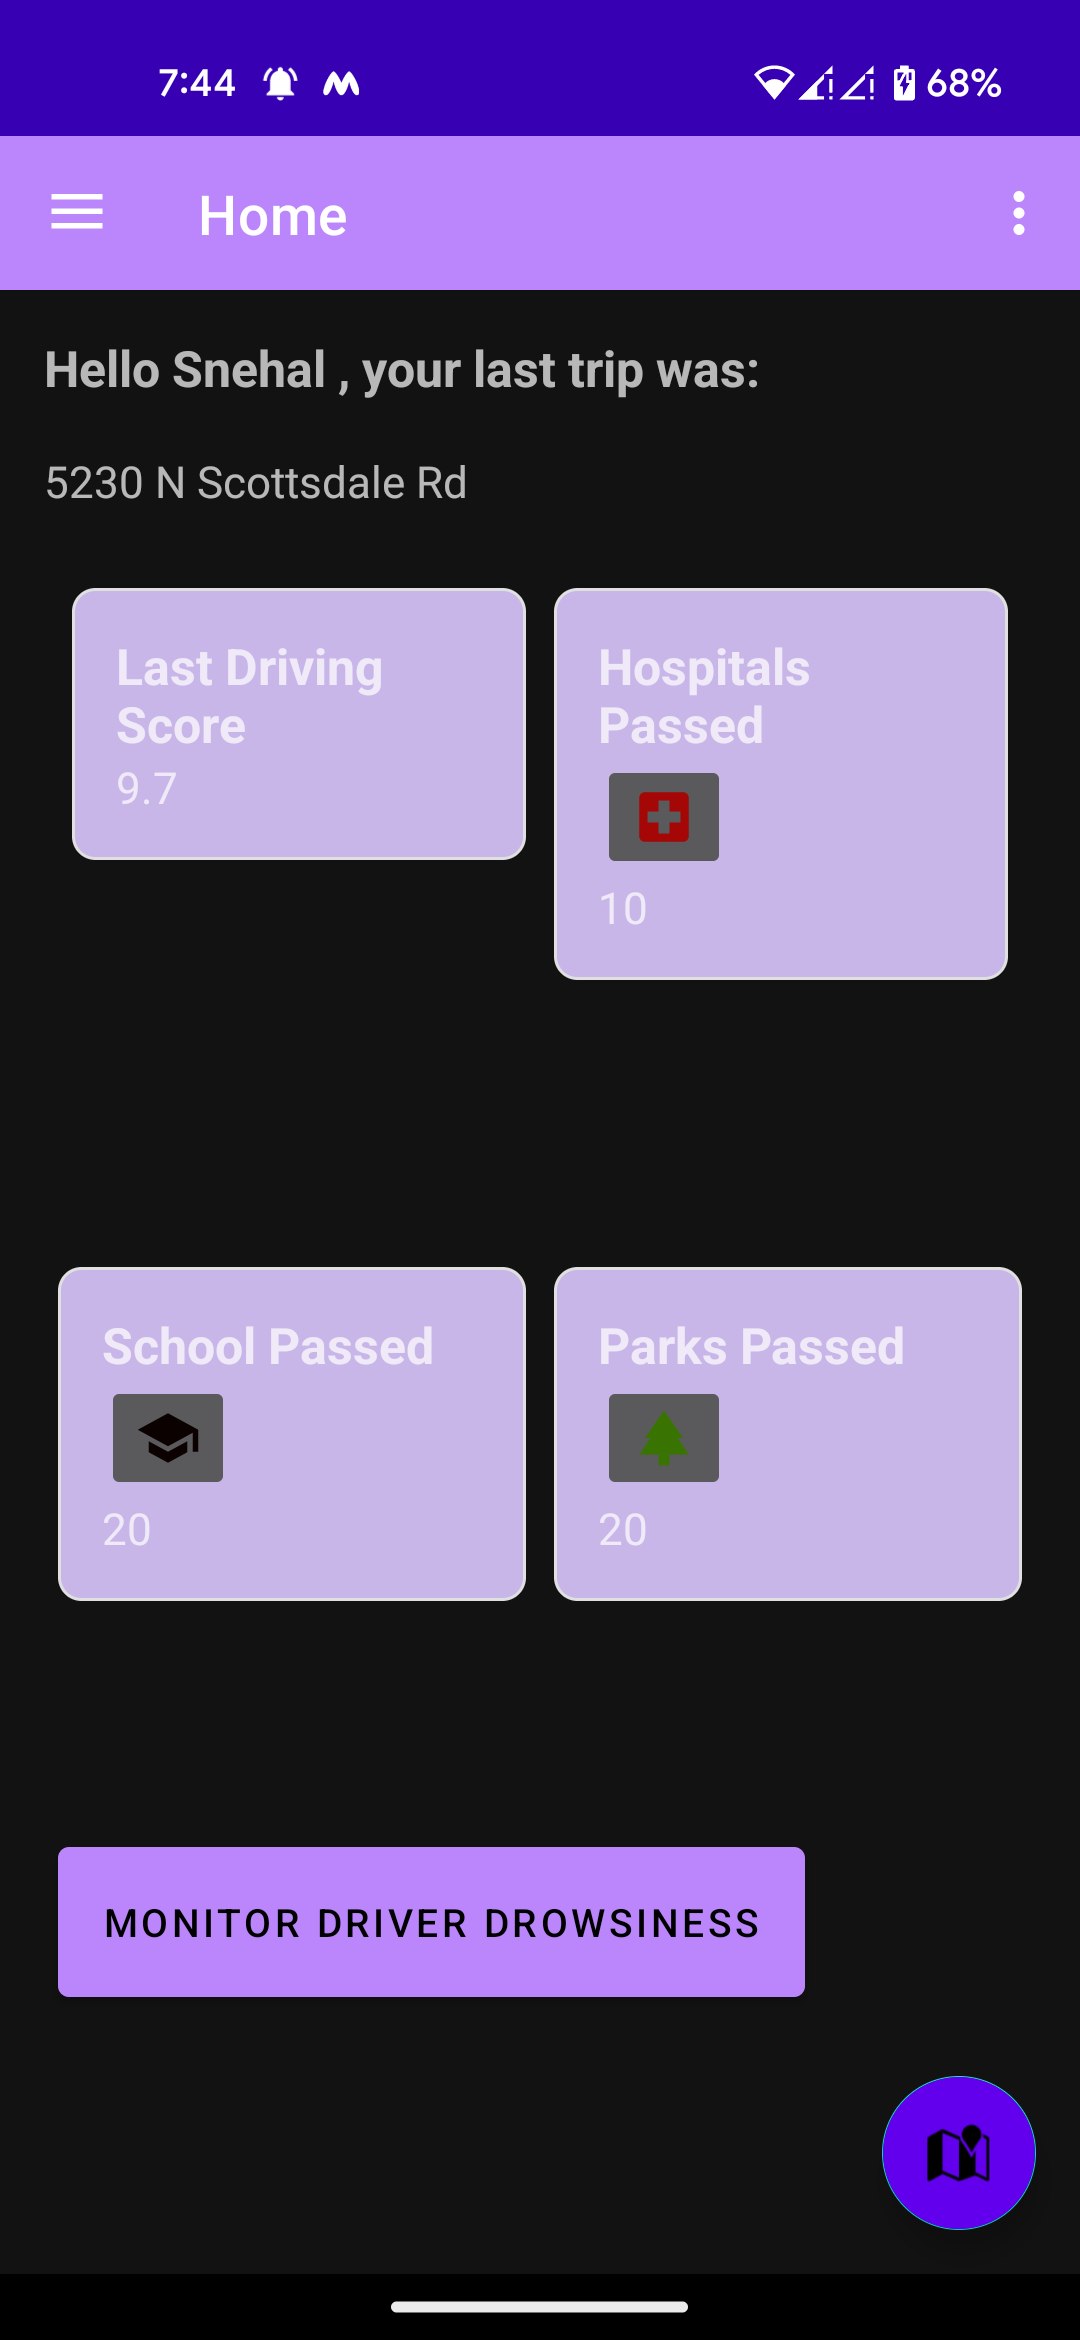 7:44 68%
Home
Hello Snehal , your last trip was:
5230 N Scottsdale Rd
Last Driving
Score
9.7
Hospitals
Passed
10
School Passed
20
Parks Passed
20
MONITOR DRIVER DROWSINESS